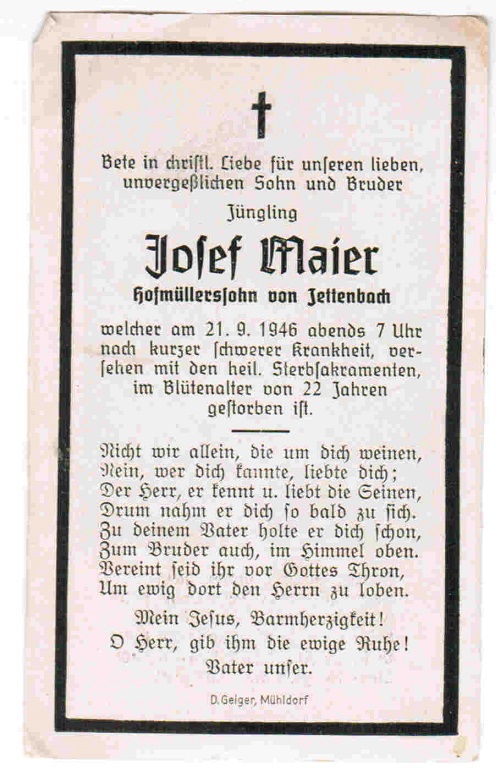 Bete in christl. Liebe für unseren lieben,
unvergeßlichen Sohn und Bruder
Jüngling
Josef Maier
Hofmüllerssohn von Jettenbach
welcher am 21. 9. 1946 abends 7 Uhr
nach kurzer schwerer Krankheit, ver-
sehen mit den heil. Sterbsakramenten,
im Blütenalter von 22 Jahren
gestorben ist.
Nicht wir allein, die um dich weinen,
Nein, wer dich kannte, liebte dich;
Der Herr, er kennt u. liebt die Seinen,
Drum nahm er dich so bald zu sich.
Zu deinem Vater holte er dich schon,
Zum Bruder auch, im Himmel oben.
Vereint seid ihr vor Gottes Thron,
Um ewig dort den Herrn zu loben.
Mein Jesus, Barmherzigkeit!
O Herr, gib ihm die ewige Ruhe!
Vater unser.
D. Geiger, Mühldorf